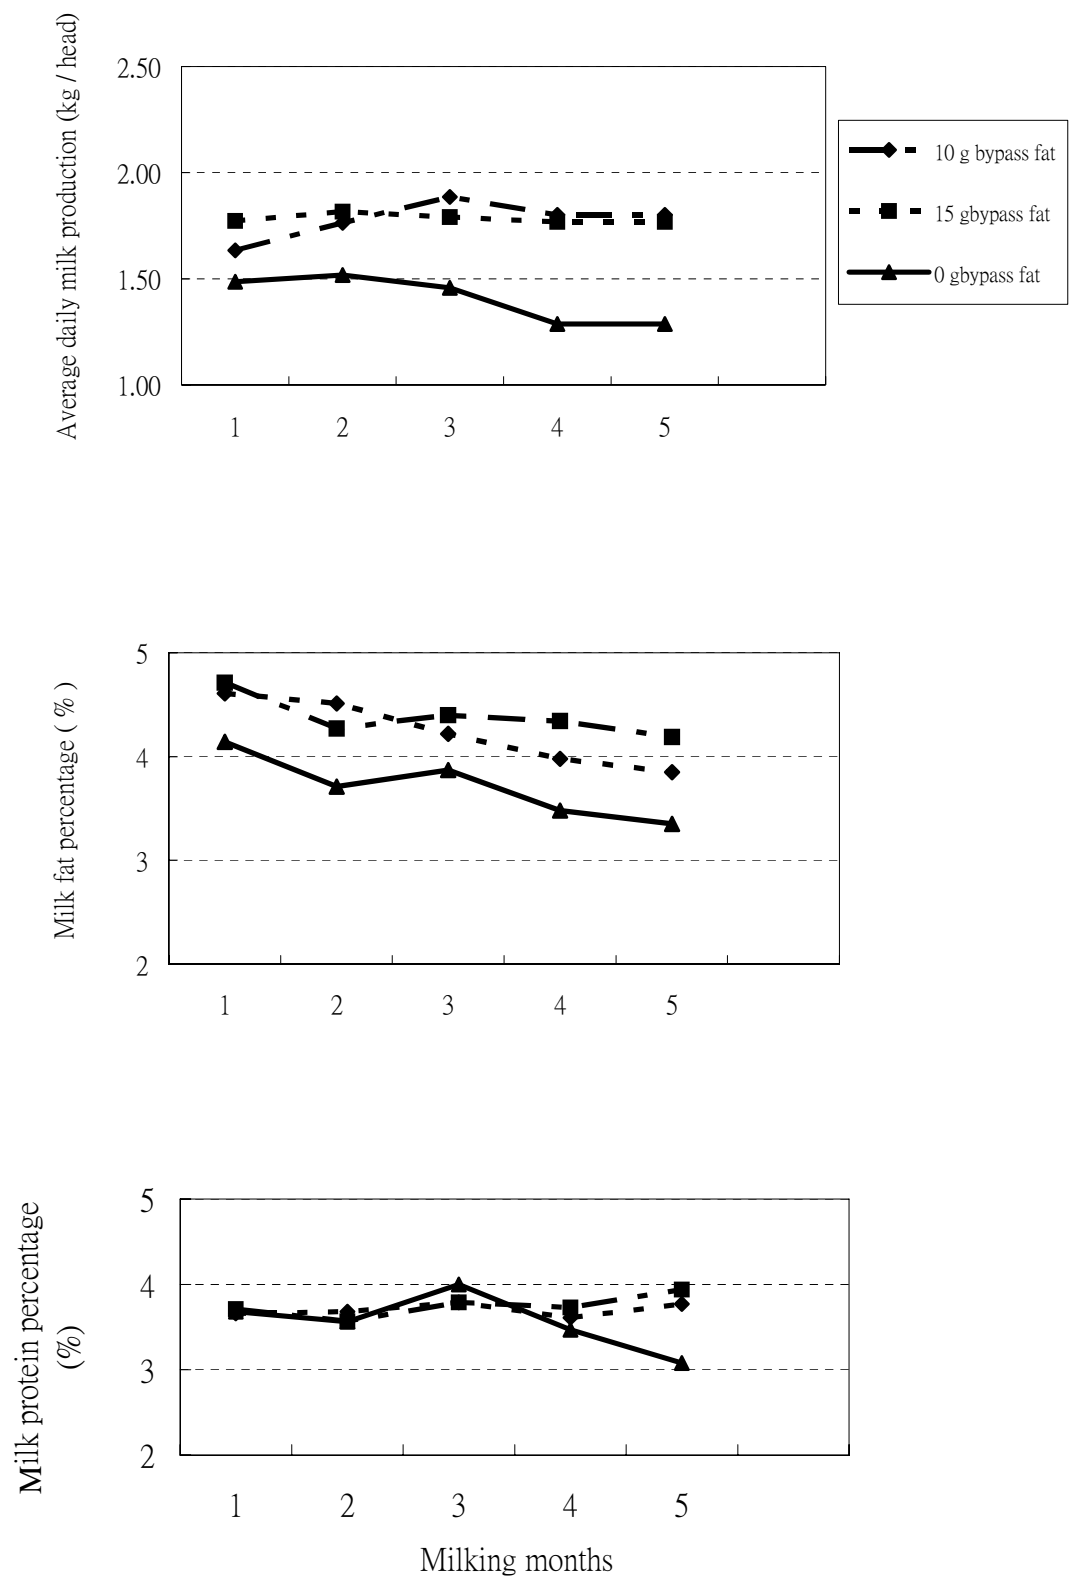 Average daily milk production (kg / head)
2.50
2.00
1.50
1.00
1 2 3 4 5
10 g bypass fat
15 gbypass fat
0 gbypass fat
Milk fat percentage ( % )
5
4
3
2
1 2 3 4 5
Milk protein percentage
(%)
5
4
3
2
1 2 3 4 5
Milking months